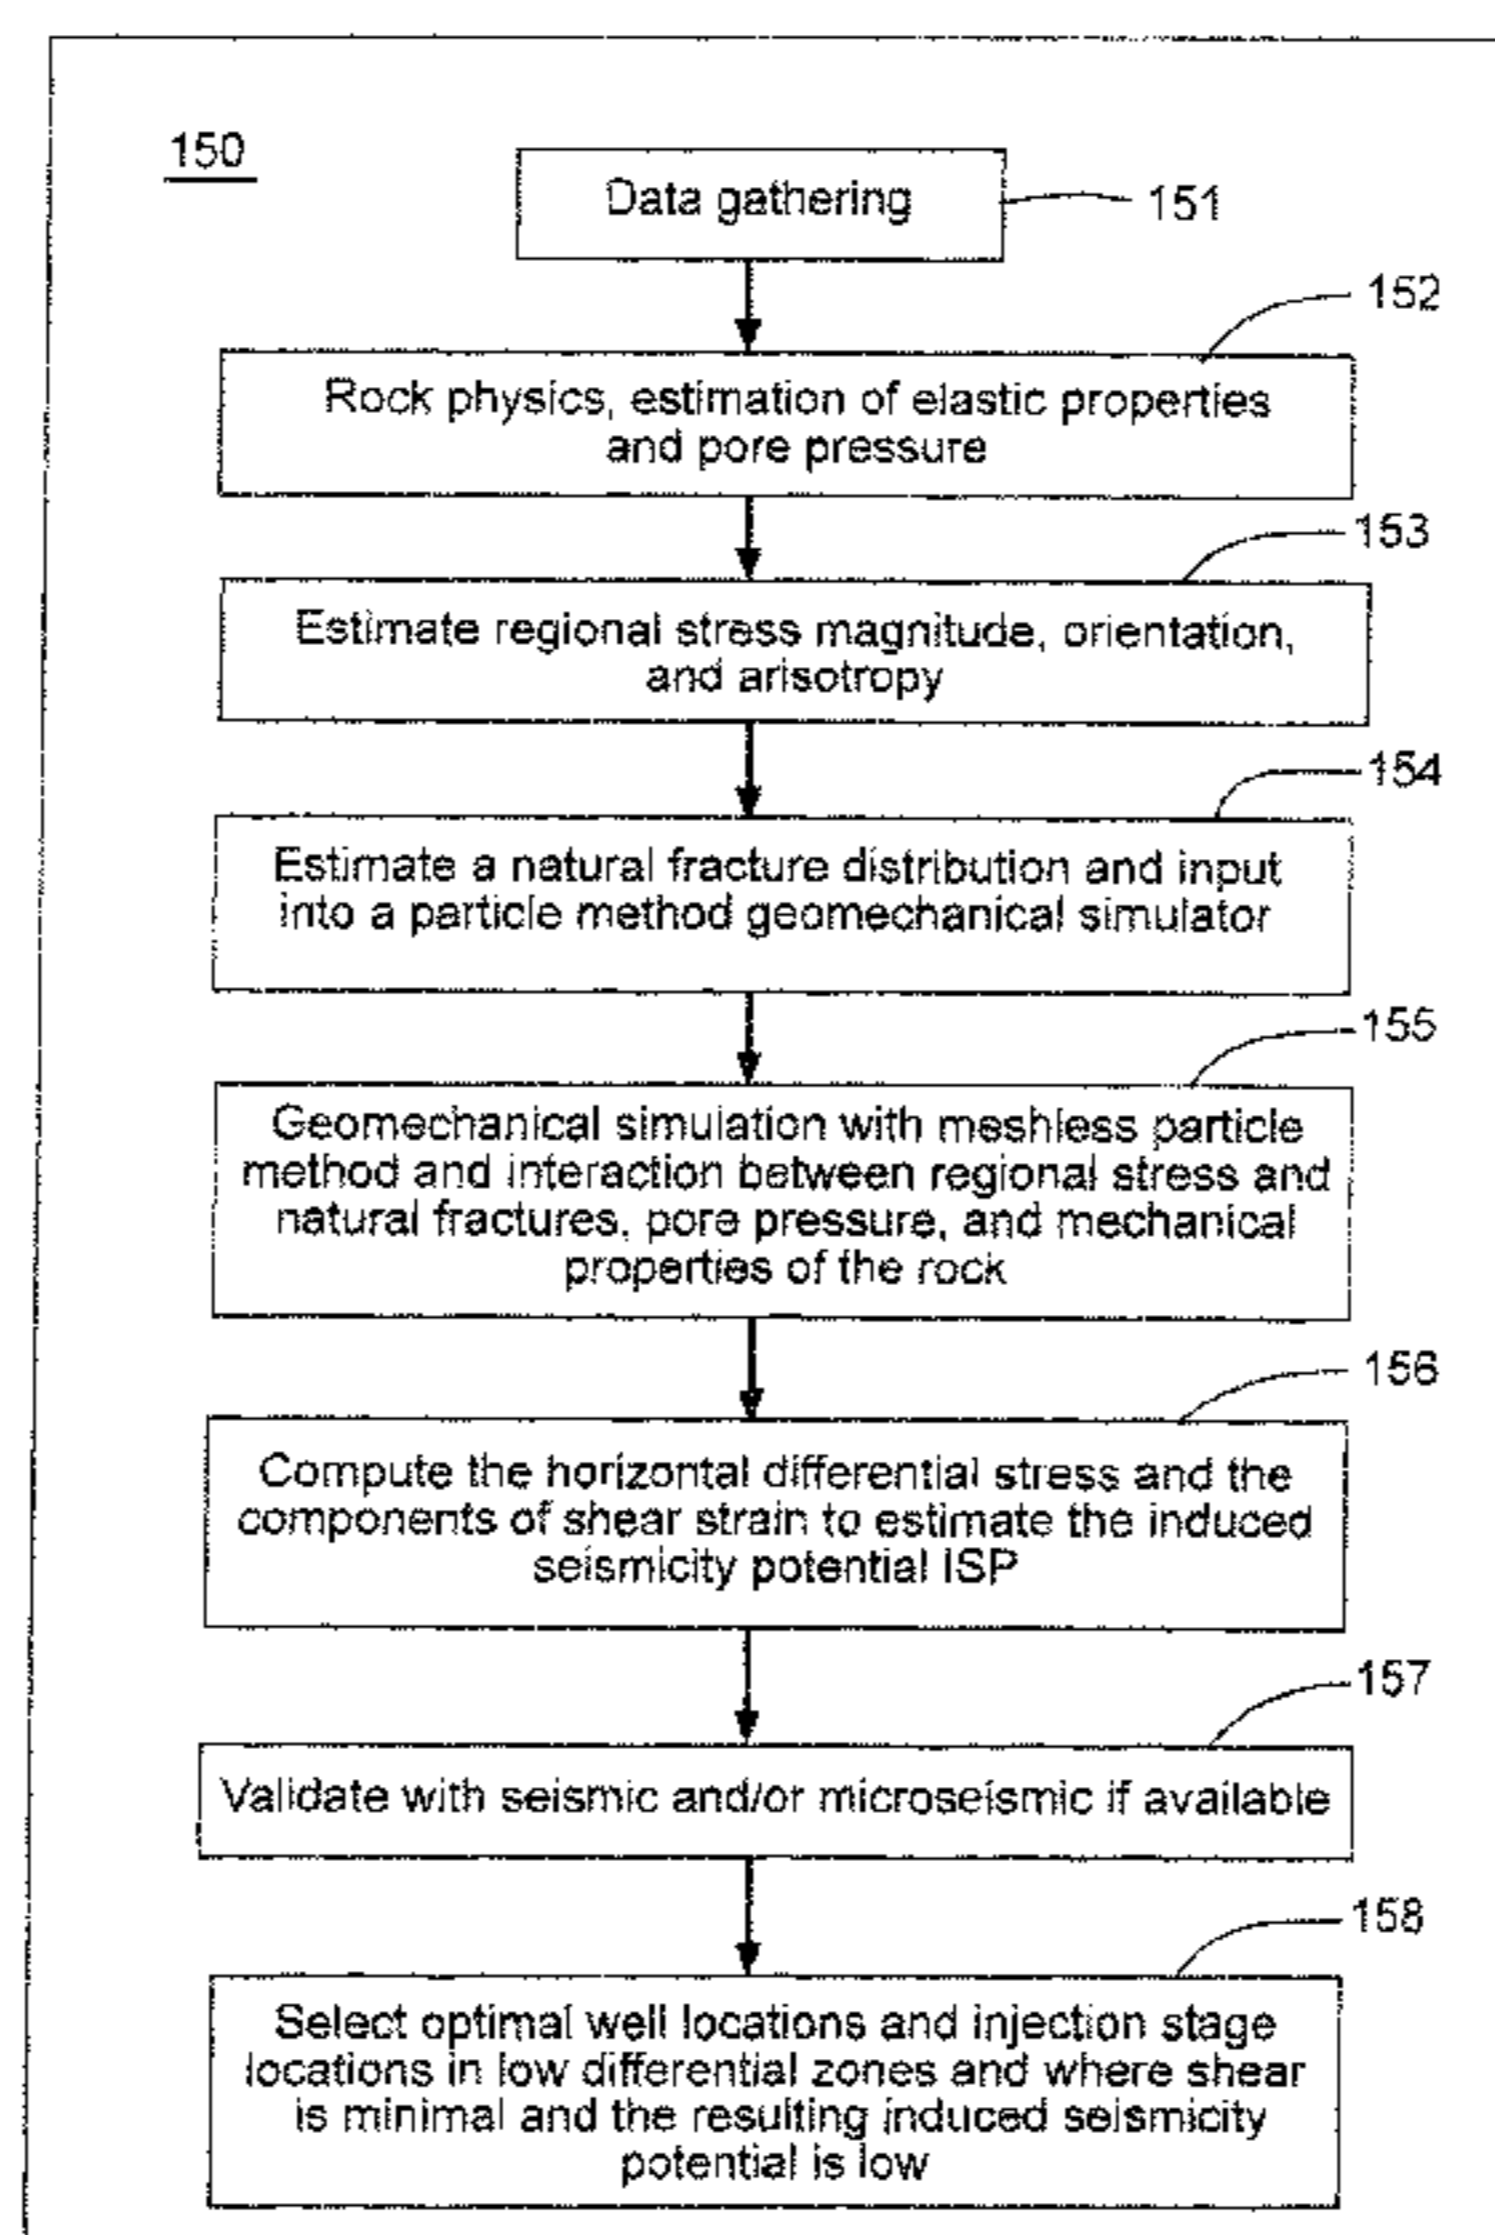 150
Data gathering
151
152
Rock physics, estimation of elastic properties
and pore pressure
153
Estimate regional stress magnitude, orientation,
and arisotropy
154
Estimate a natural fracture distribution and input
into a particle method geomechanical simulator
155
Geomechanical simulation with meshless particle
method and interaction between regional stress and
natural fractures, pore pressure, and mechanical
properties of the rock
156
Compute the horizontal differential stress and the
components of shear strain to estimate the induced
seismicity potential ISP
157
Validate with seismic and/or microseismic if available
158
Select optimal well locations and injection stage
locations in low differential zones and where shear
is minimal and the resulting induced seismicity
potential is low